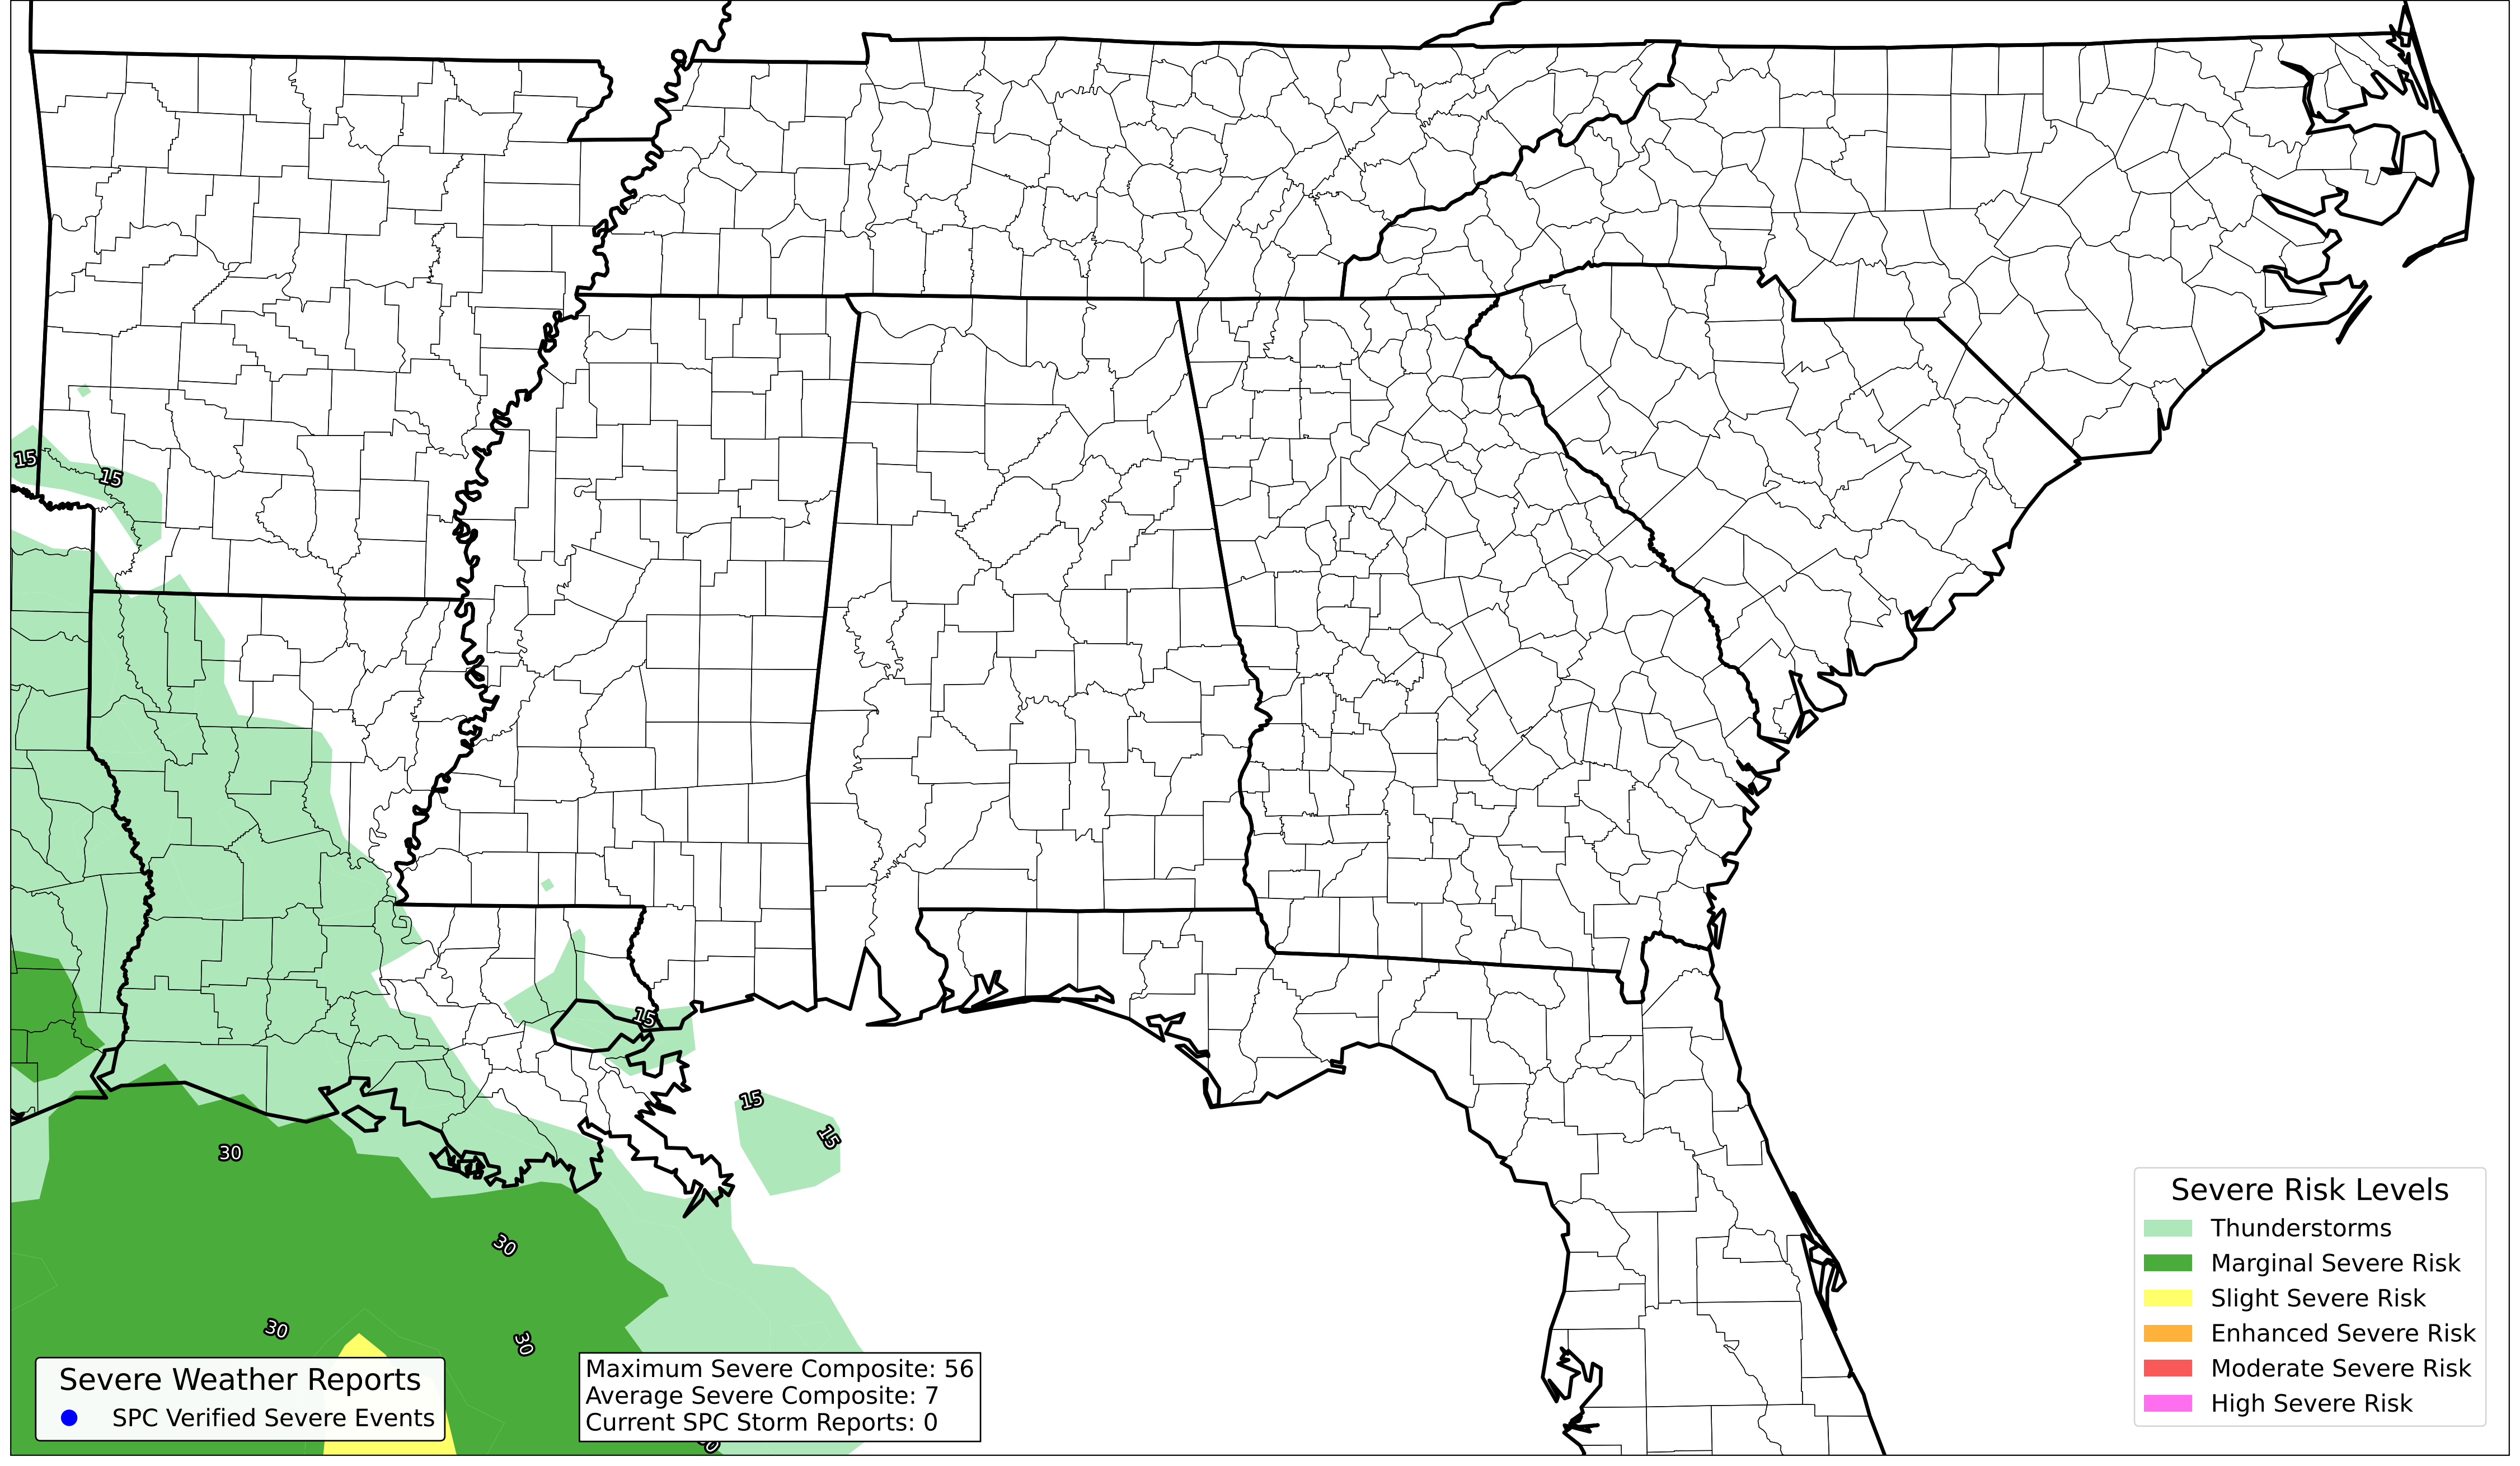 15
15
15
15
15
30
30
30
30
Severe Weather Reports
SPC Verified Severe Events
Maximum Severe Composite: 56
Average Severe Composite: 7
Current SPC Storm Reports: 0
Severe Risk Levels
Thunderstorms
Marginal Severe Risk
Slight Severe Risk
Enhanced Severe Risk
Moderate Severe Risk
High Severe Risk